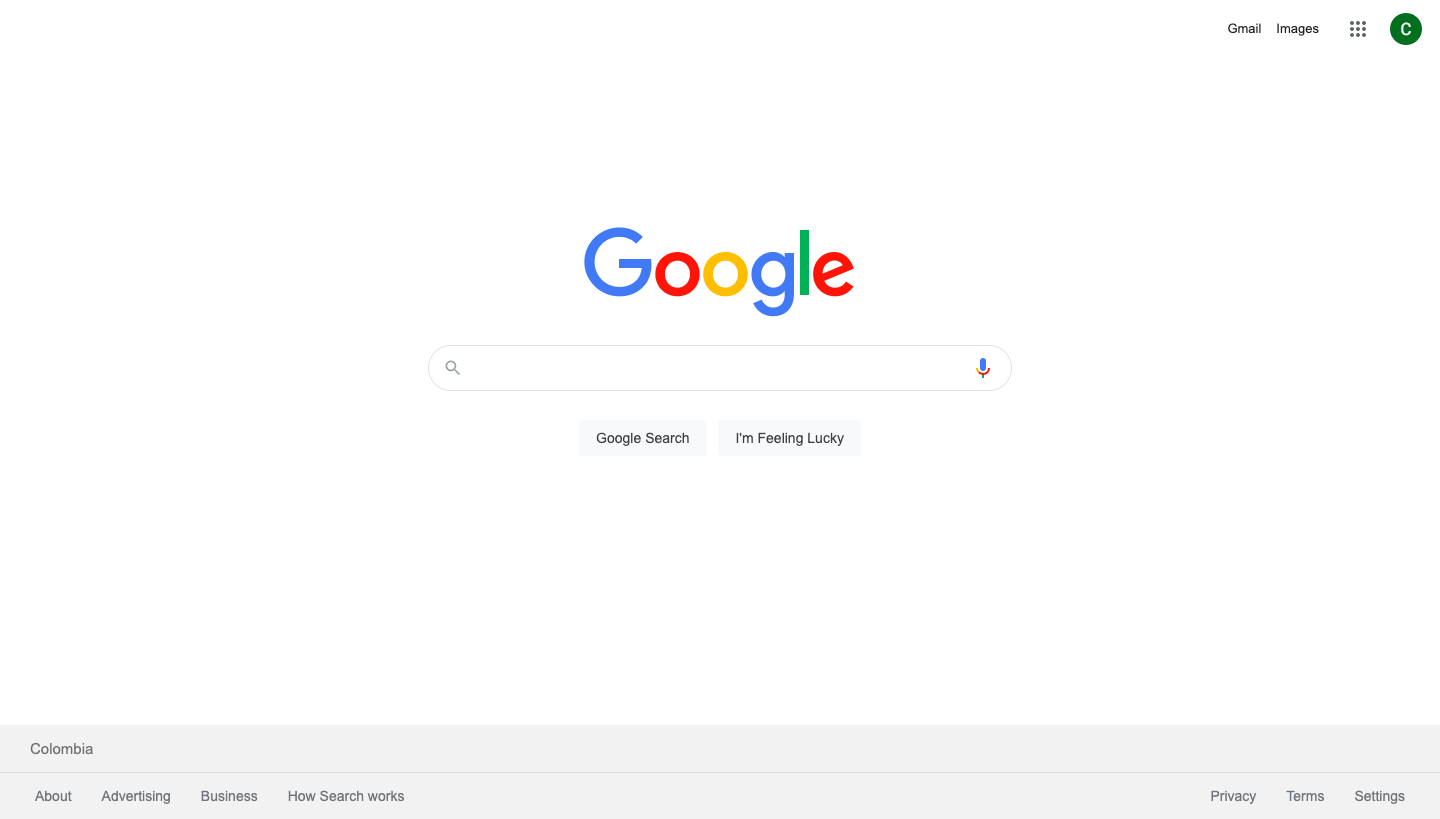 Gmail Images
C
Google
Google Search I'm Feeling Lucky
Colombia
About Advertising Business How Search works Privacy Terms Settings